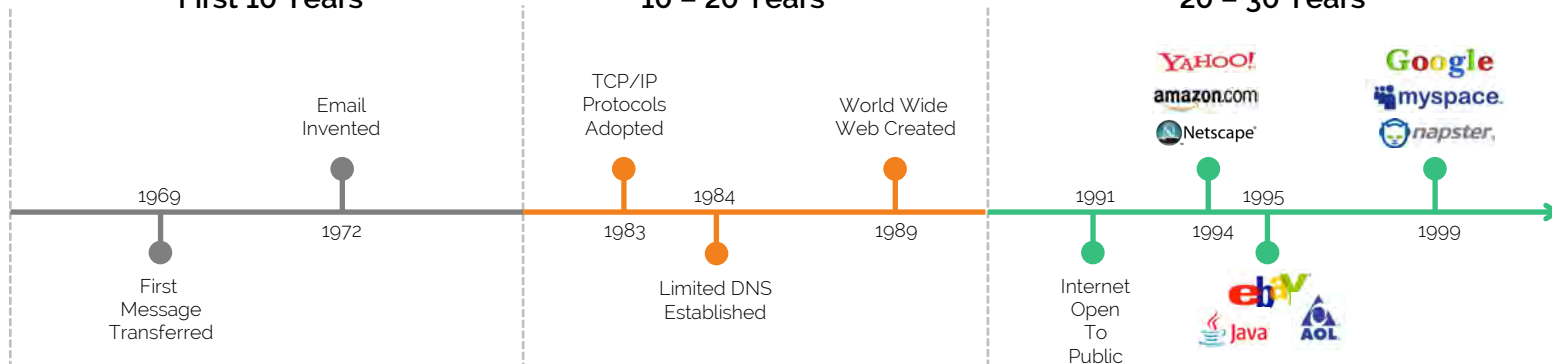 First 10 Years
10 – 20 Years
20 – 30 Years
Email
Invented
1969
1972
First
Message
Transferred
TCP/IP
Protocols
Adopted
World Wide
Web Created
1984
1983
1989
Limited DNS
Established
YAHOO!
amazon.com
Netscape
Google
myspace.
napster.
1991
1995
1994
1999
Internet
Open
To
Public
ebay
Java
AOL